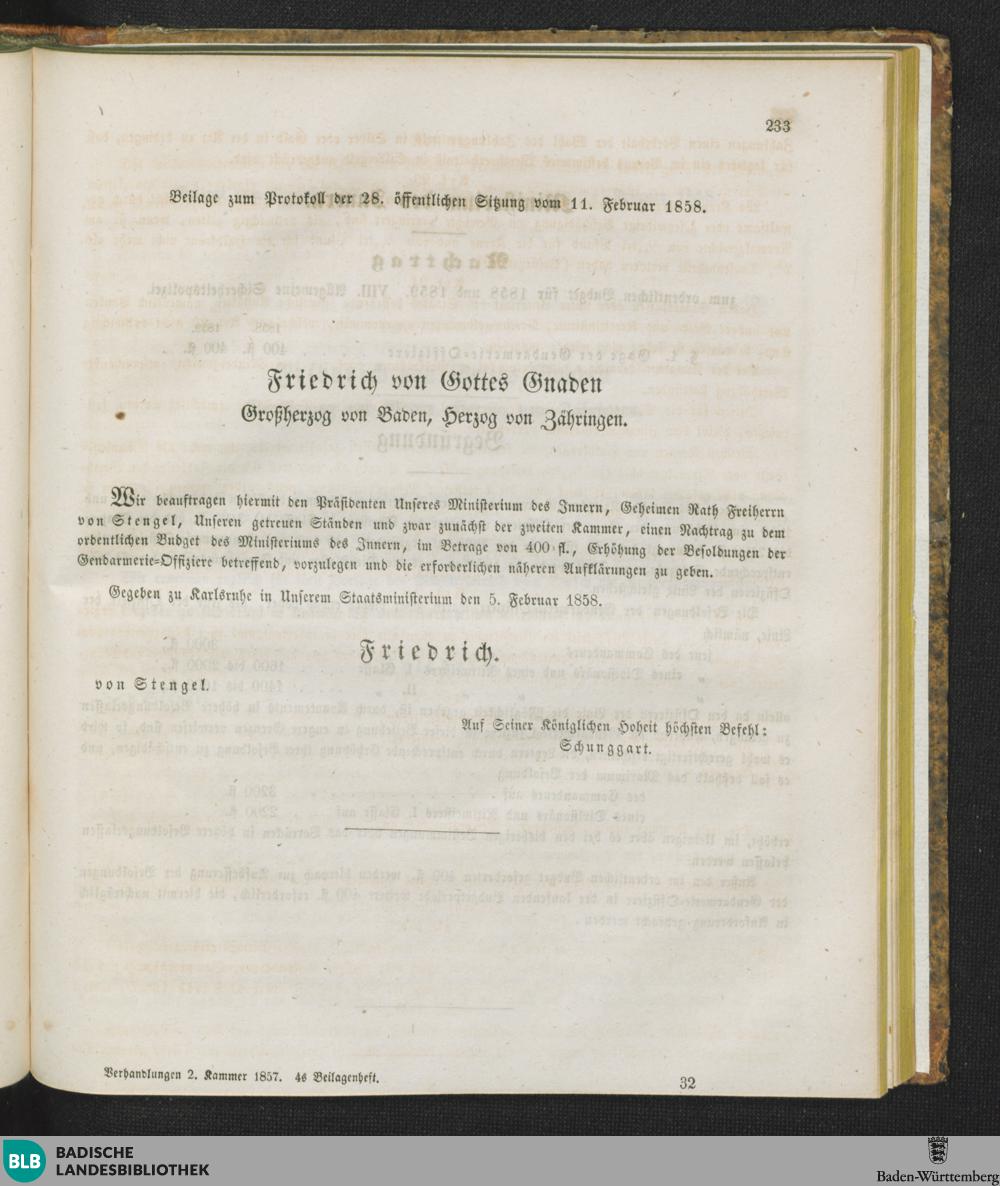 233
Beilage zum Protokoll der 28. öffentlichen Sitzung vom 11. Februar 1858.
Friedrich von Gottes Gnaden
Großherzog von Baden, Herzog von Zähringen.
Wir beauftragen hiermit den Präsidenten Unseres Ministerium des Innern, Geheimen Rath Freiherrn
von Stengel, Unseren getreuen Ständen und zwar zunächst der zweiten Kammer, einen Nachtrag zu dem
ordentlichen Budget des Ministeriums des Innern, im Betrage von 400 fl., Erhöhung der Besoldungen der
Gendarmerie-Offiziere betreffend, vorzulegen und die erforderlichen näheren Aufklärungen zu geben.
Gegeben zu Karlsruhe in Unserem Staatsministerium den 5. Februar 1858.
Friedrich.
von Stengel.
Auf Seiner Königlichen Hoheit höchsten Befehl:
Schunggart.
Verhandlungen 2. Kammer 1857. 4s Beilagenheft.
32
BLB
BADISCHE
LANDESBIBLIOTHEK
Baden-Württemberg